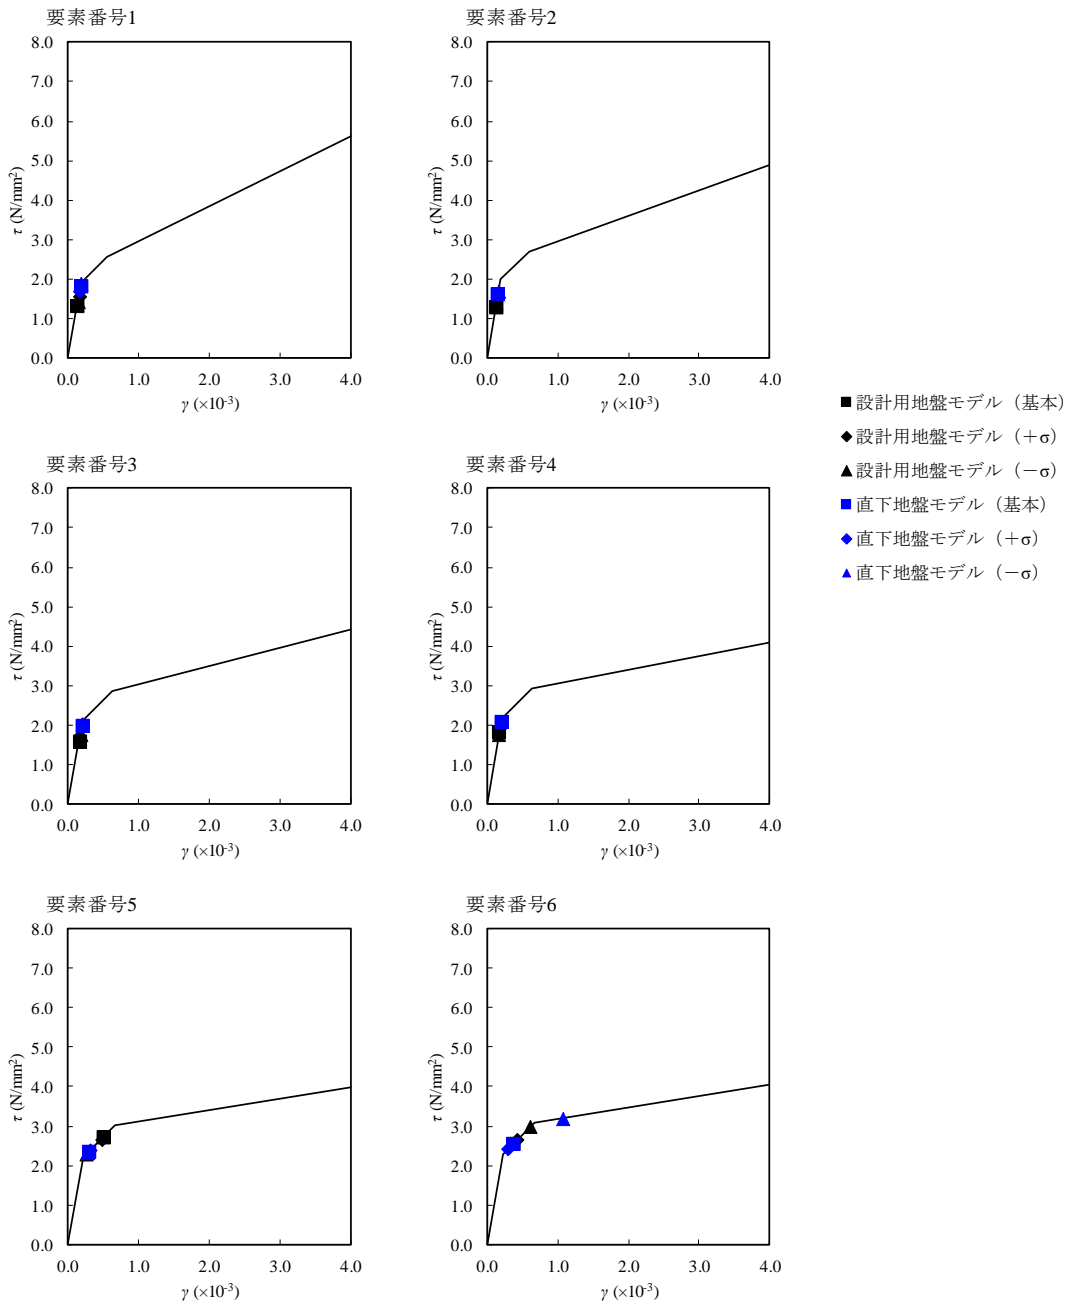 要素番号1
8.0
7.0
6.0
5.0
4.0
3.0
2.0
1.0
0.0
τ (N/mm²)
0.0 1.0 2.0 3.0 4.0
γ (×10⁻³)
要素番号2
8.0
7.0
6.0
5.0
4.0
3.0
2.0
1.0
0.0
τ (N/mm²)
0.0 1.0 2.0 3.0 4.0
γ (×10⁻³)
設計用地盤モデル（基本）
設計用地盤モデル（＋σ）
設計用地盤モデル（－σ）
直下地盤モデル（基本）
直下地盤モデル（＋σ）
直下地盤モデル（－σ）
要素番号3
8.0
7.0
6.0
5.0
4.0
3.0
2.0
1.0
0.0
τ (N/mm²)
0.0 1.0 2.0 3.0 4.0
γ (×10⁻³)
要素番号4
8.0
7.0
6.0
5.0
4.0
3.0
2.0
1.0
0.0
τ (N/mm²)
0.0 1.0 2.0 3.0 4.0
γ (×10⁻³)
要素番号5
8.0
7.0
6.0
5.0
4.0
3.0
2.0
1.0
0.0
τ (N/mm²)
0.0 1.0 2.0 3.0 4.0
γ (×10⁻³)
要素番号6
8.0
7.0
6.0
5.0
4.0
3.0
2.0
1.0
0.0
τ (N/mm²)
0.0 1.0 2.0 3.0 4.0
γ (×10⁻³)